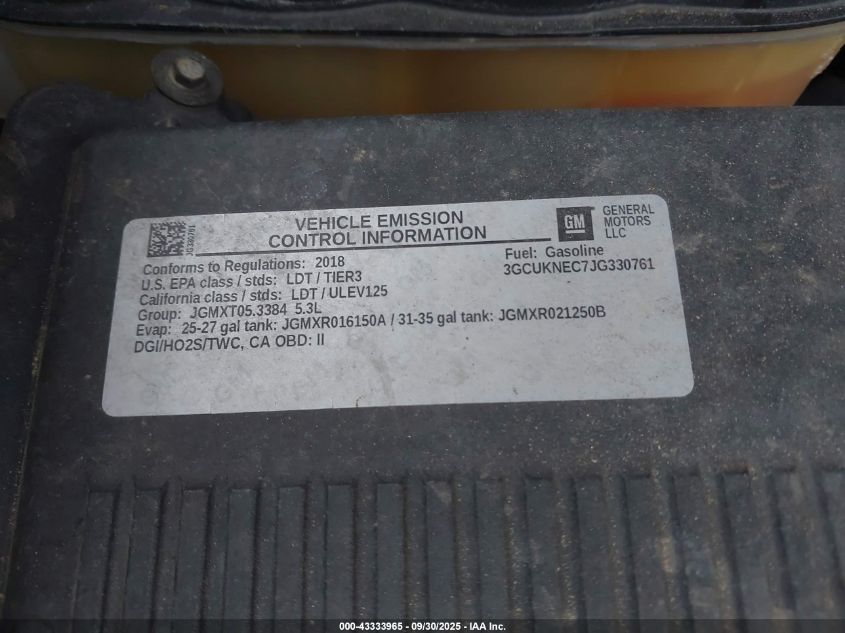 VEHICLE EMISSION
CONTROL INFORMATION
GM
GENERAL
MOTORS
LLC
JG330761
Conforms to Regulations: 2018
U.S. EPA class / stds: LDT / TIER3
California class / stds: LDT / ULEV125
Group: JGMXT05.3384 5.3L
Evap: 25-27 gal tank: JGMXR016150A / 31-35 gal tank: JGMXR021250B
DGI/HO2S/TWC, CA OBD: II
Fuel: Gasoline
3GCUKNEC7JG330761
000-43333965 - 09/30/2025 - IAA Inc.